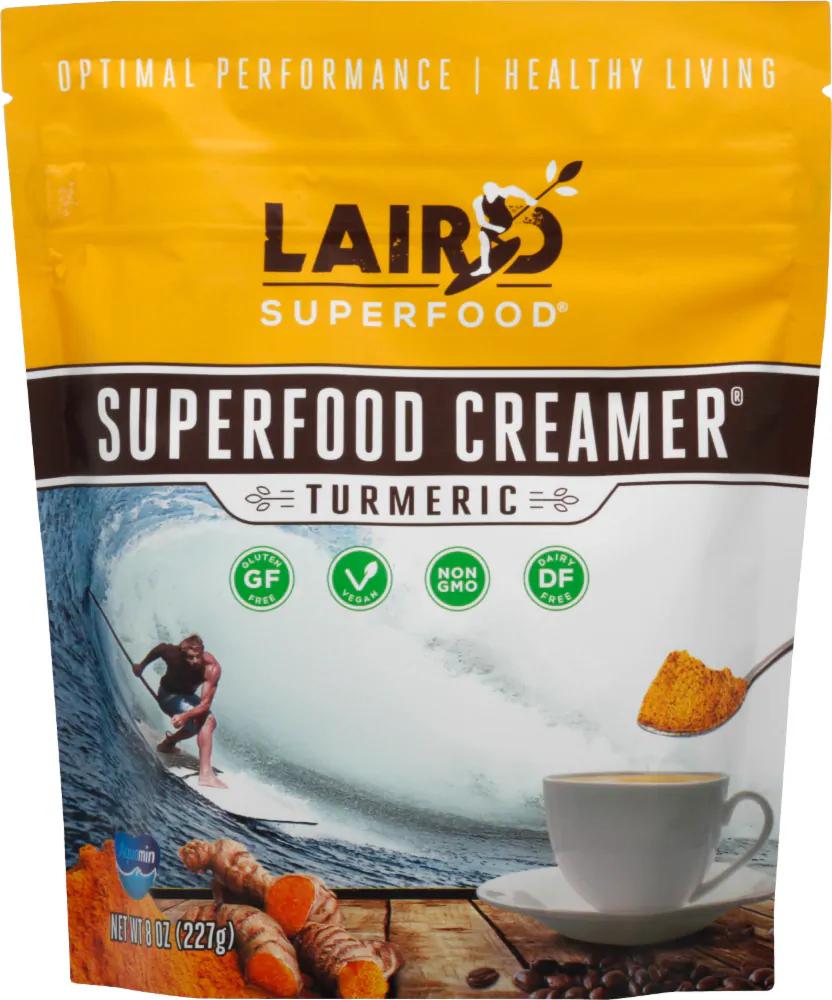 OPTIMAL PERFORMANCE | HEALTHY LIVING
LAIRD
SUPERFOOD®
SUPERFOOD CREAMER®
TURMERIC
GLUTEN
GF
FREE
V
VEGAN
NON
GMO
DAIRY
DF
FREE
Aquamin
NET WT 8 OZ (227g)